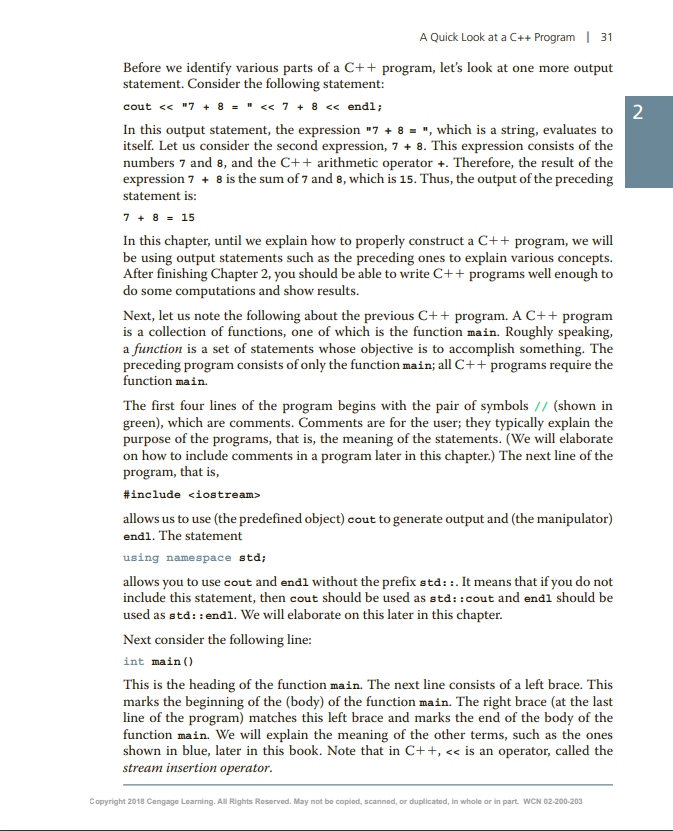 A Quick Look at a C++ Program | 31
2
Before we identify various parts of a C++ program, let's look at one more output
statement. Consider the following statement:
cout << "7 + 8 = " << 7 + 8 << endl;
In this output statement, the expression "7 + 8 = ", which is a string, evaluates to
itself. Let us consider the second expression, 7 + 8. This expression consists of the
numbers 7 and 8, and the C++ arithmetic operator +. Therefore, the result of the
expression 7 + 8 is the sum of 7 and 8, which is 15. Thus, the output of the preceding
statement is:
7 + 8 = 15
In this chapter, until we explain how to properly construct a C++ program, we will
be using output statements such as the preceding ones to explain various concepts.
After finishing Chapter 2, you should be able to write C++ programs well enough to
do some computations and show results.
Next, let us note the following about the previous C++ program. A C++ program
is a collection of functions, one of which is the function main. Roughly speaking,
a function is a set of statements whose objective is to accomplish something. The
preceding program consists of only the function main; all C++ programs require the
function main.
The first four lines of the program begins with the pair of symbols // (shown in
green), which are comments. Comments are for the user; they typically explain the
purpose of the programs, that is, the meaning of the statements. (We will elaborate
on how to include comments in a program later in this chapter.) The next line of the
program, that is,
#include <iostream>
allows us to use (the predefined object) cout to generate output and (the manipulator)
endl. The statement
using namespace std;
allows you to use cout and endl without the prefix std::. It means that if you do not
include this statement, then cout should be used as std::cout and endl should be
used as std::endl. We will elaborate on this later in this chapter.
Next consider the following line:
int main()
This is the heading of the function main. The next line consists of a left brace. This
marks the beginning of the (body) of the function main. The right brace (at the last
line of the program) matches this left brace and marks the end of the body of the
function main. We will explain the meaning of the other terms, such as the ones
shown in blue, later in this book. Note that in C++, << is an operator, called the
stream insertion operator.
Copyright 2018 Cengage Learning. All Rights Reserved. May not be copied, scanned, or duplicated, in whole or in part. WCN 02-200-203